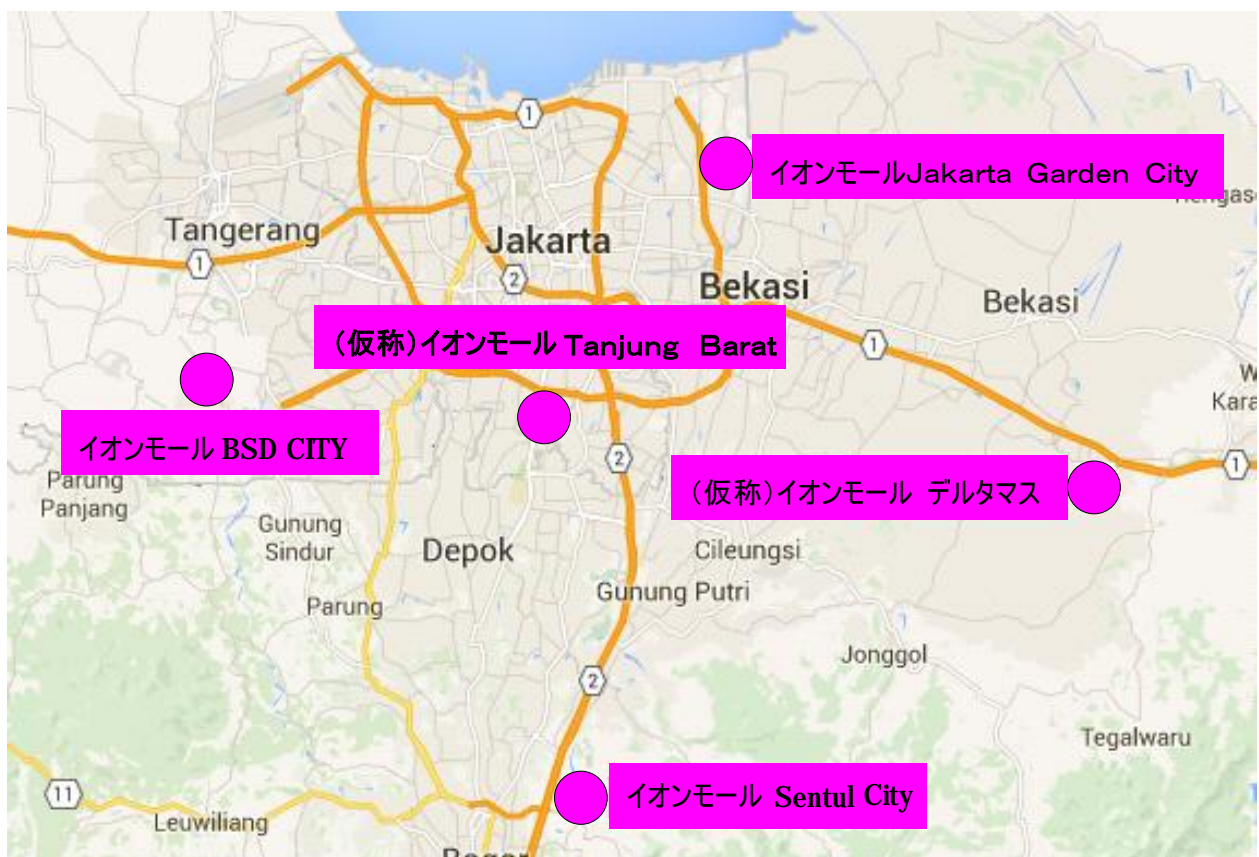 1
イオンモールJakarta Garden City
Tangerang
Jakarta
1
2
Bekasi
Bekasi
(仮称)イオンモール Tanjung Barat
1
イオンモール BSD CITY
2
1
Parung
Panjang
(仮称)イオンモール デルタマス
Gunung
Sindur
Depok
Cileungsi
Gunung Putri
Parung
Jonggol
2
Tegalwaru
11
イオンモール Sentul City
Leuwiliang
Bogor